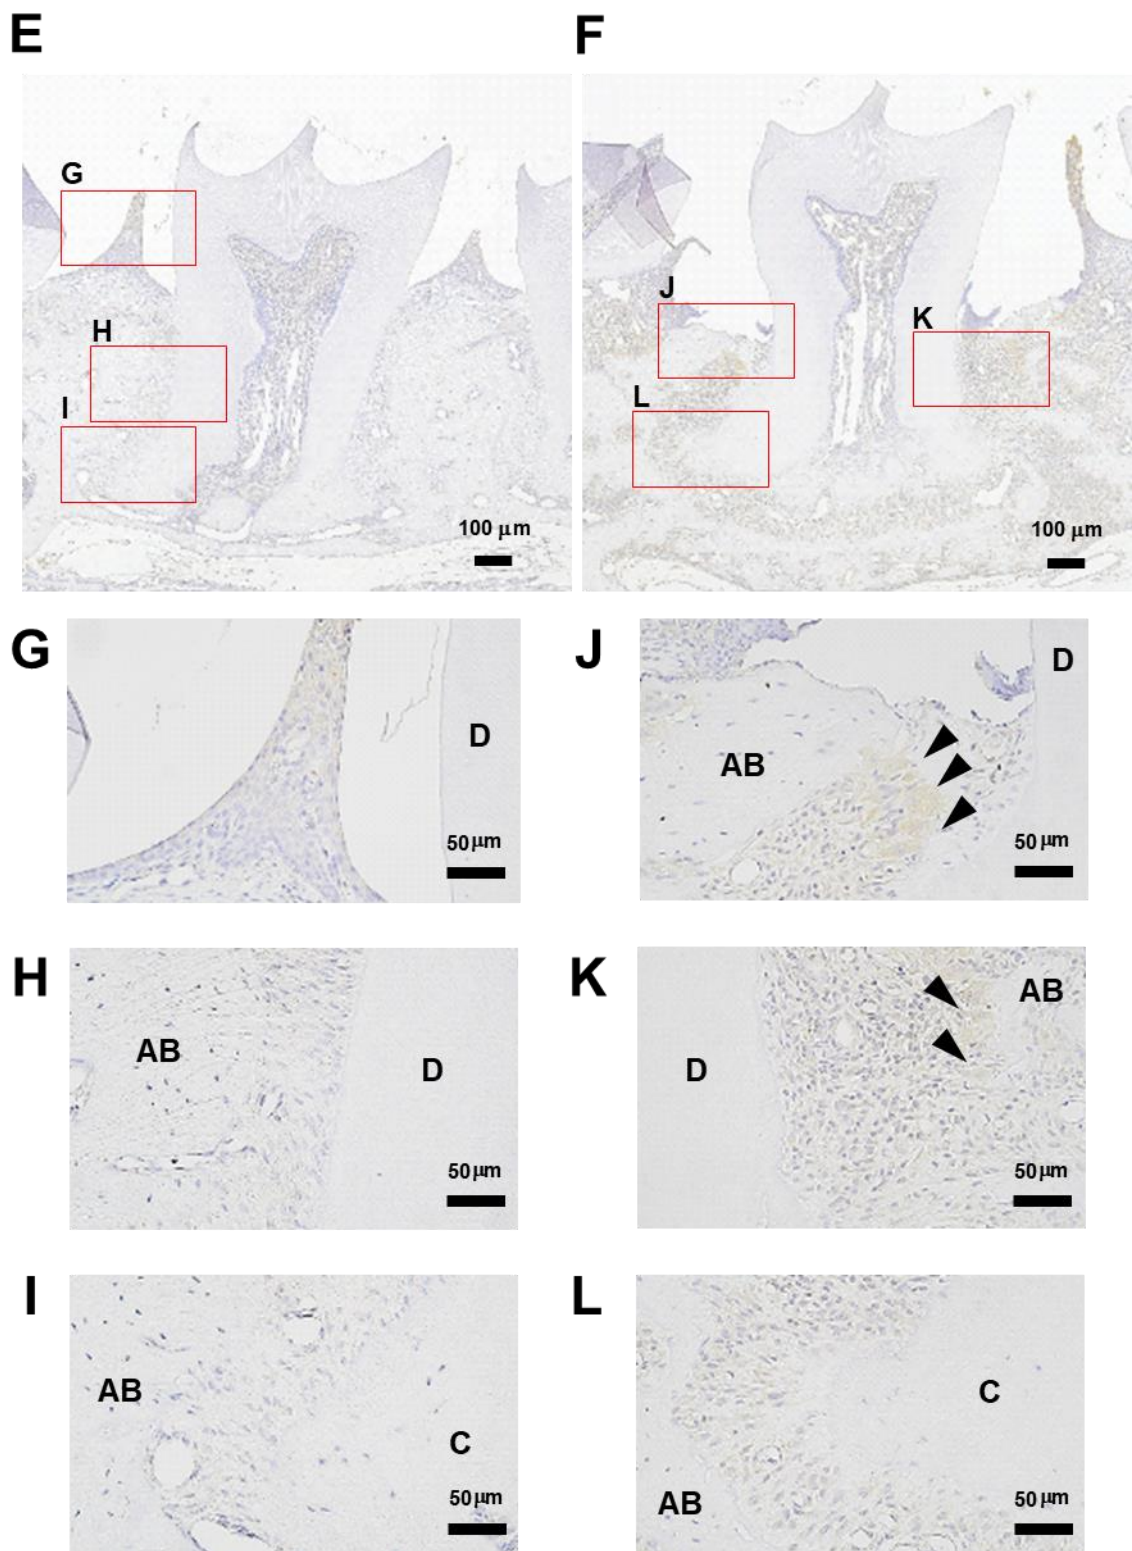 E F
G
H
I
J
K
L
100 μm 100 μm
G D 50 μm
J D AB 50 μm
H AB D 50 μm
K AB D 50 μm
I AB C 50 μm
L C AB 50 μm